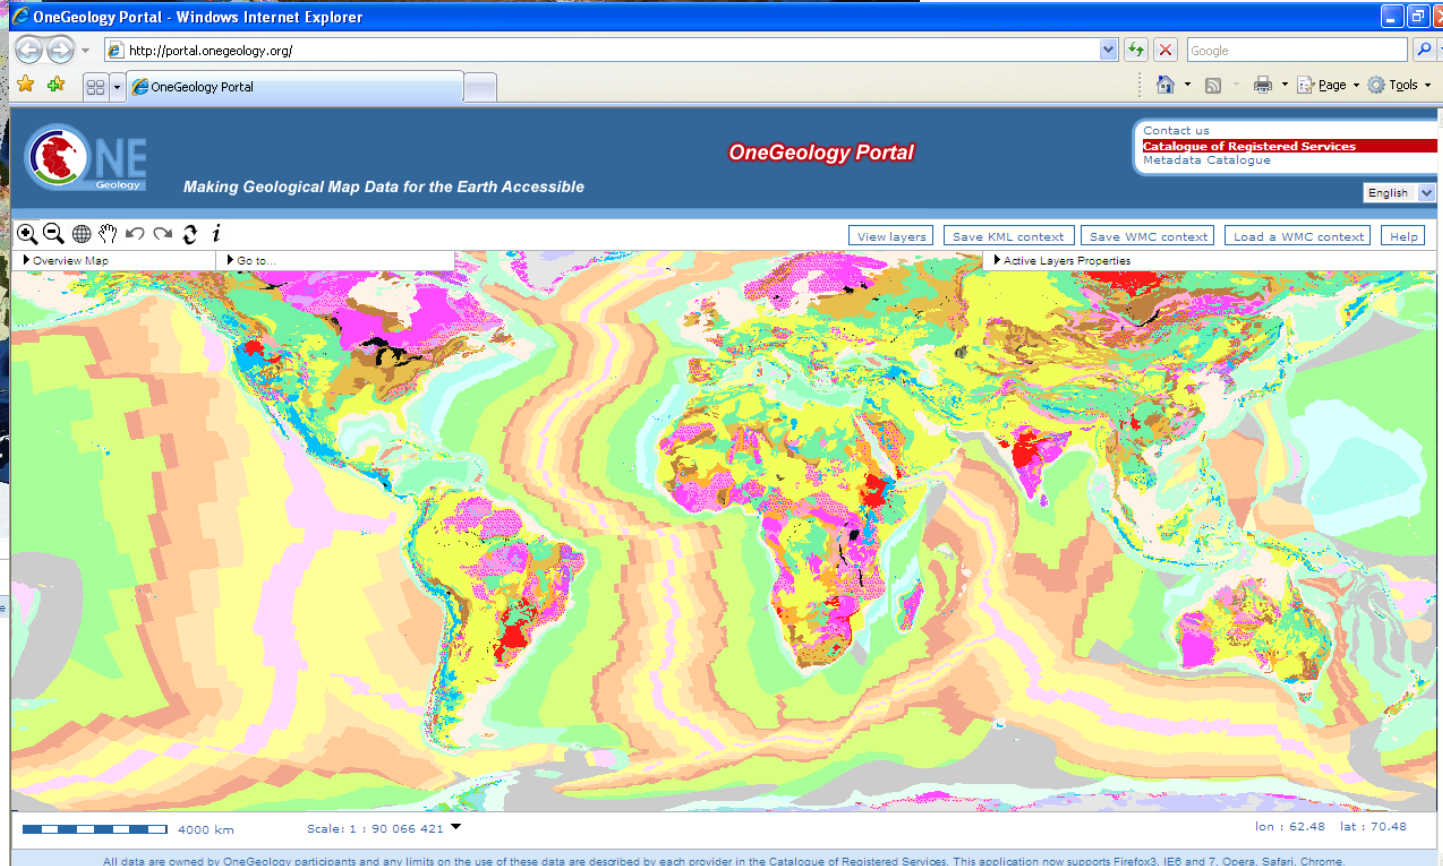 OneGeology Portal - Windows Internet Explorer
http://portal.onegeology.org/
Google
OneGeology Portal
Page
Tools
Contact us
Catalogue of Registered Services
Metadata Catalogue
ONE
Geology
OneGeology Portal
Making Geological Map Data for the Earth Accessible
English
i
View layers
Save KML context
Save WMC context
Load a WMC context
Help
Overview Map
Go to...
Active Layers Properties
4000 km
Scale: 1 : 90 066 421
lon : 62.48 lat : 70.48
All data are owned by OneGeology participants and any limits on the use of these data are described by each provider in the Catalogue of Registered Services. This application now supports Firefox3, IE6 and 7, Opera, Safari, Chrome.